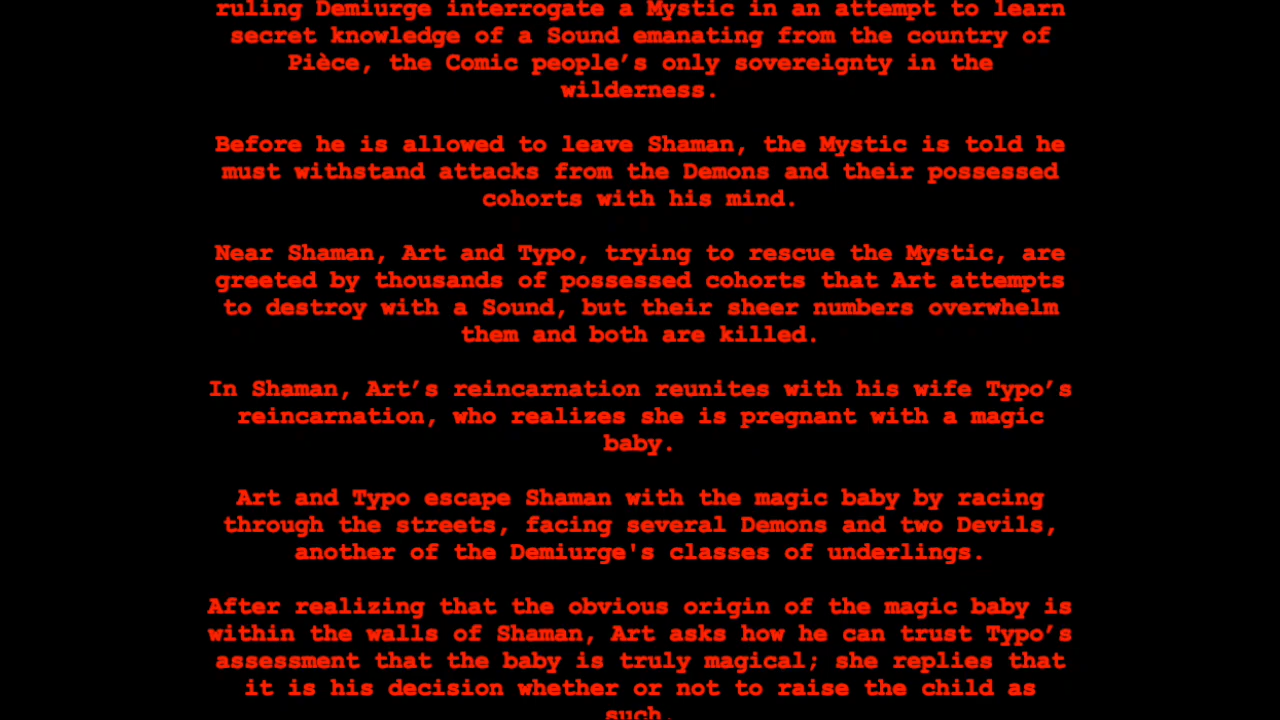 ruling Demiurge interrogate a Mystic in an attempt to learn
secret knowledge of a Sound emanating from the country of
Pièce, the Comic people’s only sovereignty in the
wilderness.
Before he is allowed to leave Shaman, the Mystic is told he
must withstand attacks from the Demons and their possessed
cohorts with his mind.
Near Shaman, Art and Typo, trying to rescue the Mystic, are
greeted by thousands of possessed cohorts that Art attempts
to destroy with a Sound, but their sheer numbers overwhelm
them and both are killed.
In Shaman, Art’s reincarnation reunites with his wife Typo’s
reincarnation, who realizes she is pregnant with a magic
baby.
Art and Typo escape Shaman with the magic baby by racing
through the streets, facing several Demons and two Devils,
another of the Demiurge's classes of underlings.
After realizing that the obvious origin of the magic baby is
within the walls of Shaman, Art asks how he can trust Typo’s
assessment that the baby is truly magical; she replies that
it is his decision whether or not to raise the child as
such.